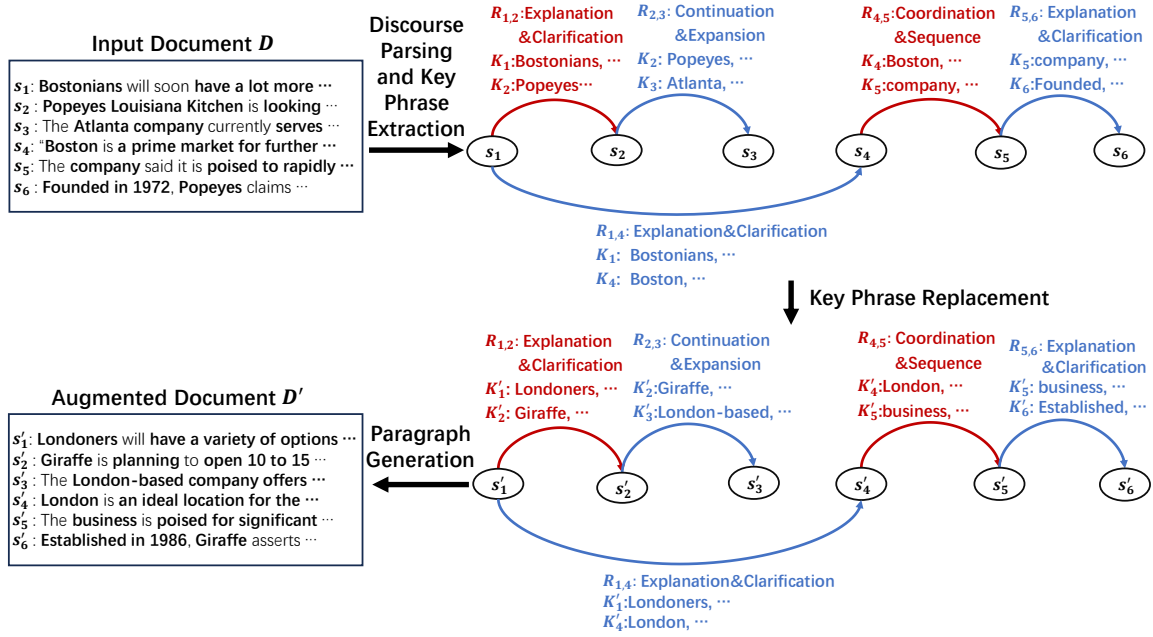 Input Document D
s1: Bostonians will soon have a lot more ⋯
s2 : Popeyes Louisiana Kitchen is looking ⋯
s3 : The Atlanta company currently serves ⋯
s4 : “Boston is a prime market for further ⋯
s5: The company said it is poised to rapidly ⋯
s6 : Founded in 1972, Popeyes claims ⋯
Discourse
Parsing
and Key
Phrase
Extraction
R1,2:Explanation
&Clarification
K1:Bostonians, ⋯
K2:Popeyes⋯
R2,3: Continuation
&Expansion
K2: Popeyes, ⋯
K3: Atlanta, ⋯
R4,5:Coordination
&Sequence
K4:Boston, ⋯
K5:company, ⋯
R5,6: Explanation
&Clarification
K5:company, ⋯
K6:Founded, ⋯
s1
s2
s3
s4
s5
s6
R1,4: Explanation&Clarification
K1: Bostonians, ⋯
K4: Boston, ⋯
Key Phrase Replacement
R1,2: Explanation
&Clarification
K′1: Londoners, ⋯
K′2: Giraffe, ⋯
R2,3: Continuation
&Expansion
K′2:Giraffe, ⋯
K′3:London-based, ⋯
R4,5: Coordination
&Sequence
K′4:London, ⋯
K′5:business, ⋯
R5,6: Explanation
&Clarification
K′5: business, ⋯
K′6: Established, ⋯
Augmented Document D′
s′1: Londoners will have a variety of options ⋯
s′2 : Giraffe is planning to open 10 to 15 ⋯
s′3 : The London-based company offers ⋯
s′4 : London is an ideal location for the ⋯
s′5 : The business is poised for significant ⋯
s′6 : Established in 1986, Giraffe asserts ⋯
Paragraph
Generation
s′1
s′2
s′3
s′4
s′5
s′6
R1,4: Explanation&Clarification
K′1:Londoners, ⋯
K′4:London, ⋯